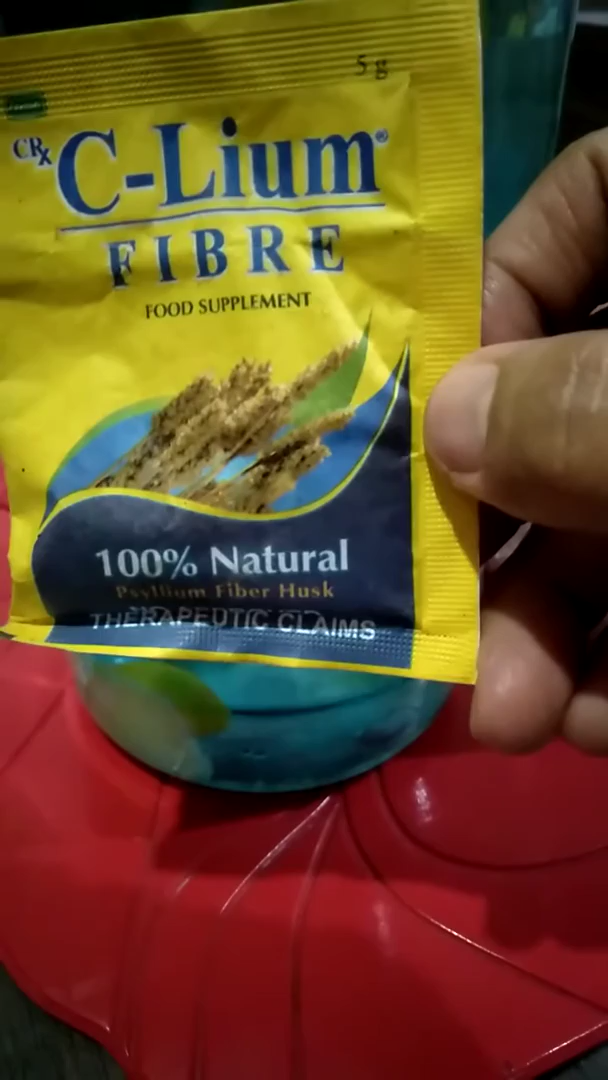 5 g
CRx C-Lium®
FIBRE
FOOD SUPPLEMENT
100% Natural
Psyllium Fiber Husk
THERAPEUTIC CLAIMS